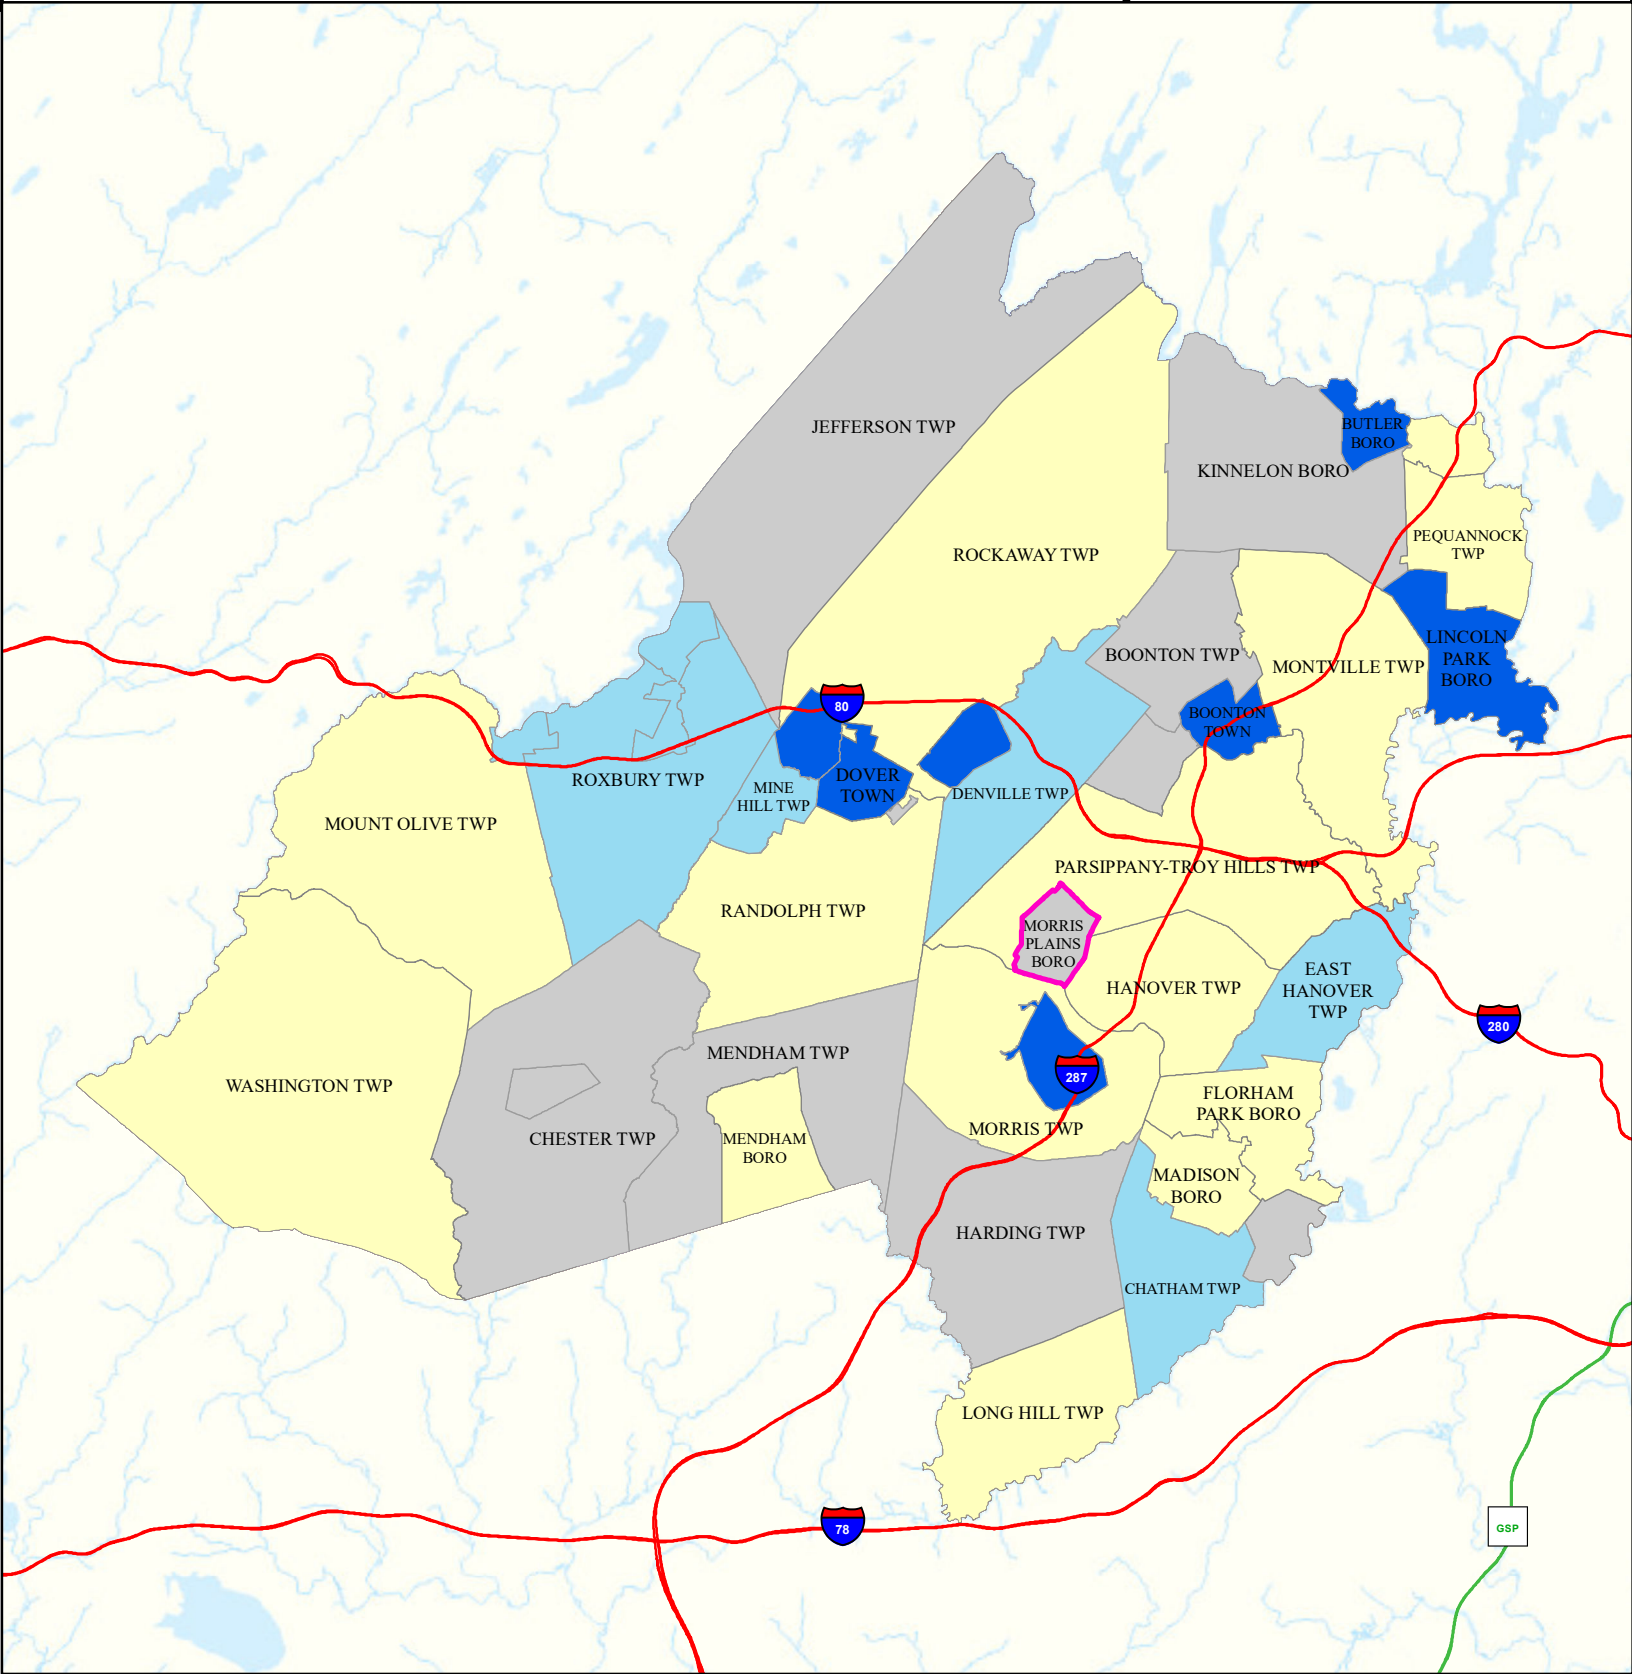 JEFFERSON TWP
BUTLER
BORO
KINNELON BORO
PEQUANNOCK
TWP
ROCKAWAY TWP
LINCOLN
PARK
BORO
BOONTON TWP
MONTVILLE TWP
80
BOONTON
TOWN
ROXBURY TWP
MINE
HILL TWP
DOVER
TOWN
DENVILLE TWP
MOUNT OLIVE TWP
PARSIPPANY-TROY HILLS TWP
RANDOLPH TWP
MORRIS
PLAINS
BORO
EAST
HANOVER
TWP
HANOVER TWP
280
MENDHAM TWP
287
WASHINGTON TWP
FLORHAM
PARK BORO
MORRIS TWP
CHESTER TWP
MENDHAM
BORO
MADISON
BORO
HARDING TWP
CHATHAM TWP
LONG HILL TWP
78
GSP